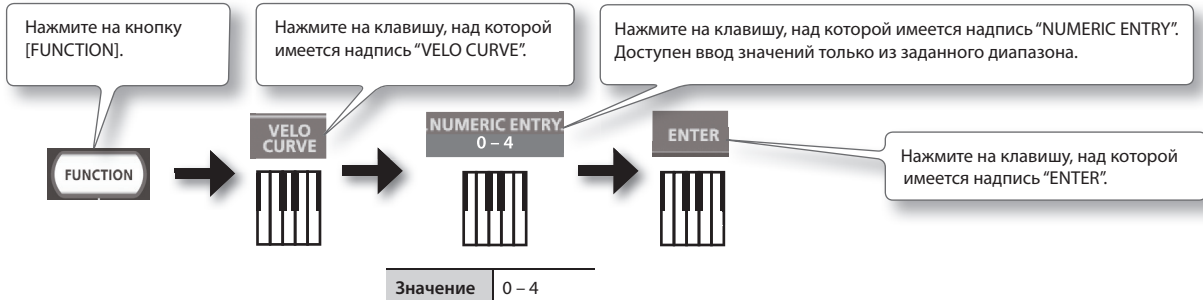 Нажмите на кнопку
[FUNCTION].
Нажмите на клавишу, над которой
имеется надпись “VELO CURVE”.
Нажмите на клавишу, над которой имеется надпись “NUMERIC ENTRY”.
Доступен ввод значений только из заданного диапазона.
FUNCTION
VELO
CURVE
NUMERIC ENTRY
0 – 4
ENTER
Нажмите на клавишу, над которой
имеется надпись “ENTER”.
Значение 0 – 4